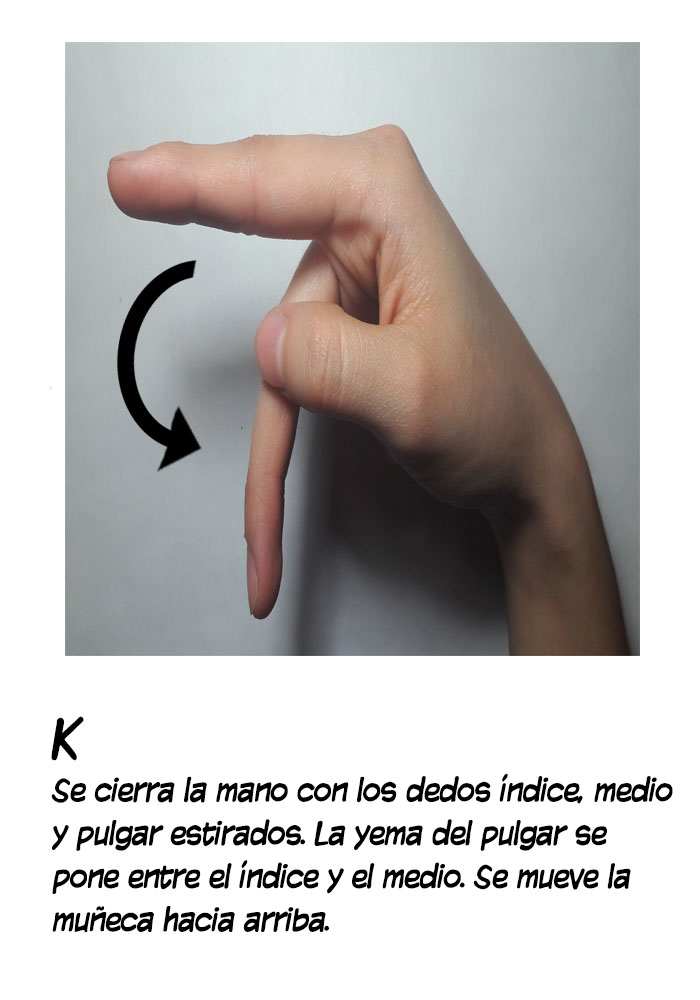 K
Se cierra la mano con los dedos índice, medio
y pulgar estirados. La yema del pulgar se
pone entre el índice y el medio. Se mueve la
muñeca hacia arriba.